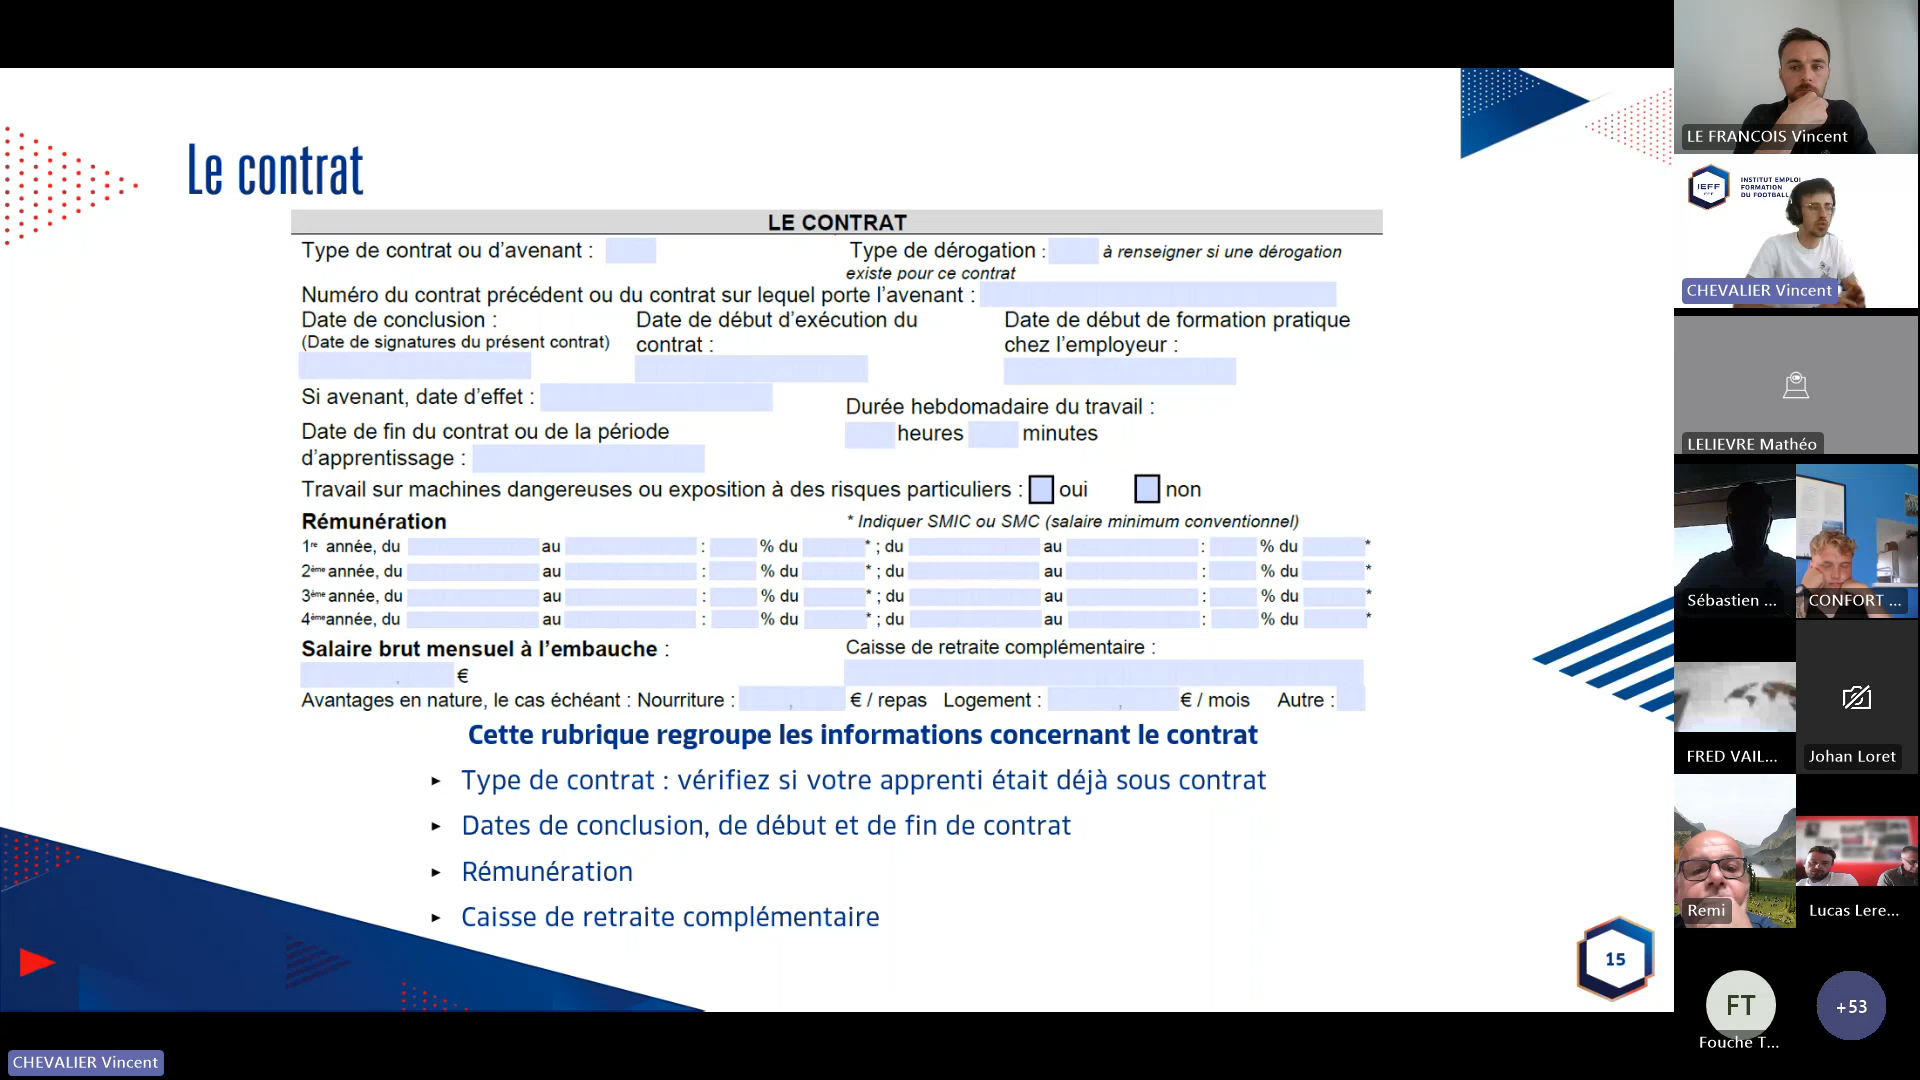 Le contrat
LE CONTRAT
Type de contrat ou d'avenant :
Type de dérogation : à renseigner si une dérogation
existe pour ce contrat
Numéro du contrat précédent ou du contrat sur lequel porte l'avenant :
Date de conclusion :
(Date de signatures du présent contrat)
Date de début d'exécution du
contrat :
Date de début de formation pratique
chez l'employeur :
Si avenant, date d'effet :
Durée hebdomadaire du travail :
heures minutes
Date de fin du contrat ou de la période
d'apprentissage :
Travail sur machines dangereuses ou exposition à des risques particuliers : oui non
Rémunération
* Indiquer SMIC ou SMC (salaire minimum conventionnel)
1re année, du au : % du * ; du au : % du *
2ème année, du au : % du * ; du au : % du *
3ème année, du au : % du * ; du au : % du *
4ème année, du au : % du * ; du au : % du *
Salaire brut mensuel à l'embauche :
, €
Caisse de retraite complémentaire :
Avantages en nature, le cas échéant : Nourriture : , € / repas Logement : , € / mois Autre :
Cette rubrique regroupe les informations concernant le contrat
▸ Type de contrat : vérifiez si votre apprenti était déjà sous contrat
▸ Dates de conclusion, de début et de fin de contrat
▸ Rémunération
▸ Caisse de retraite complémentaire
15
CHEVALIER Vincent
LE FRANCOIS Vincent
IEFF
FFF
INSTITUT EMPLOI
FORMATION
DU FOOTBALL
CHEVALIER Vincent
LELIEVRE Mathéo
Sébastien ...
CONFORT ...
FRED VAIL...
Johan Loret
Remi
Lucas Lere...
FT
Fouche T...
+53